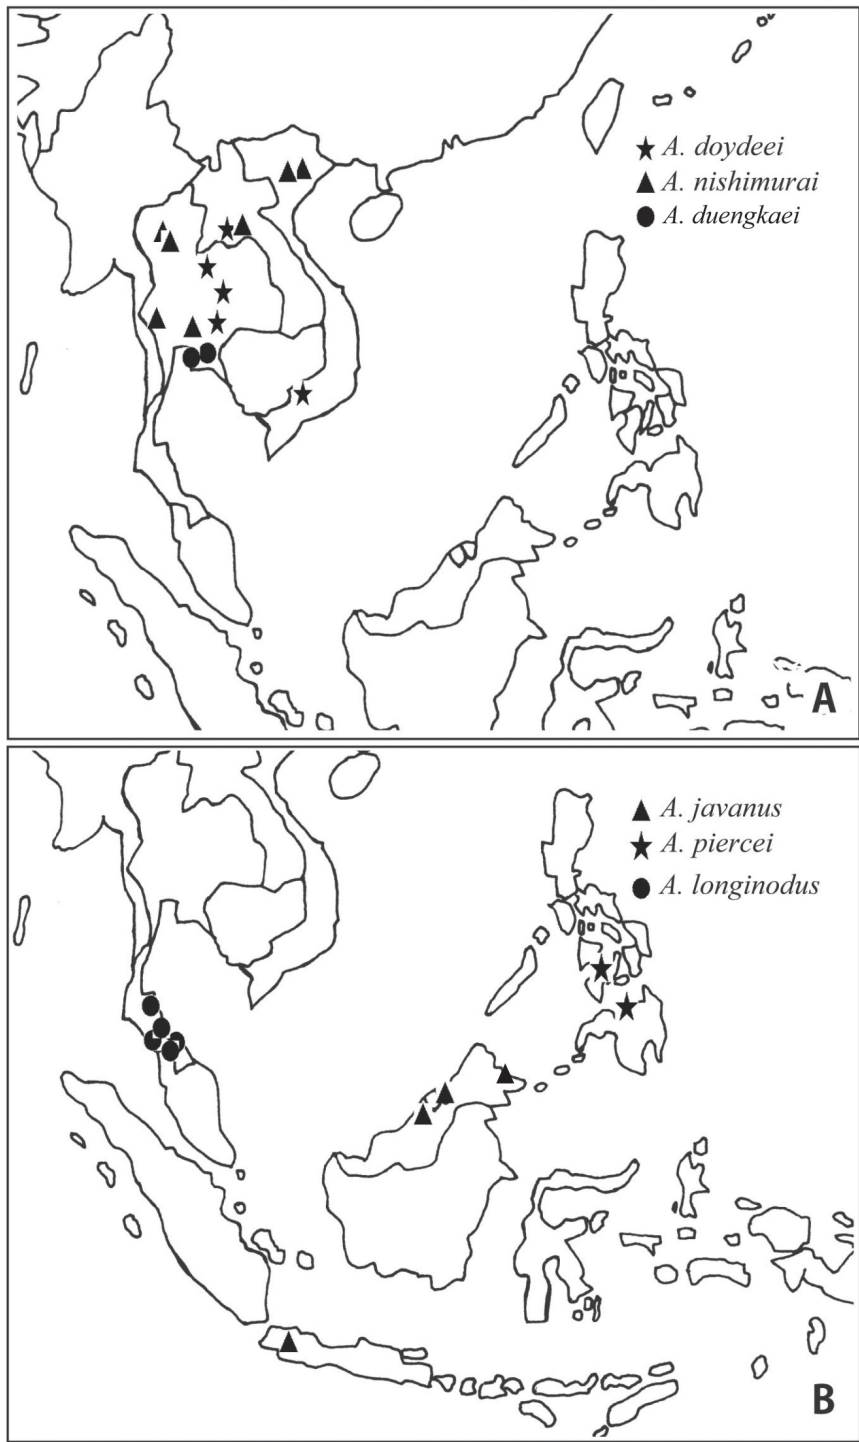 A. doydeei
A. nishimurai
A. duengkaei
A
A. javanus
A. piercei
A. longinodus
B